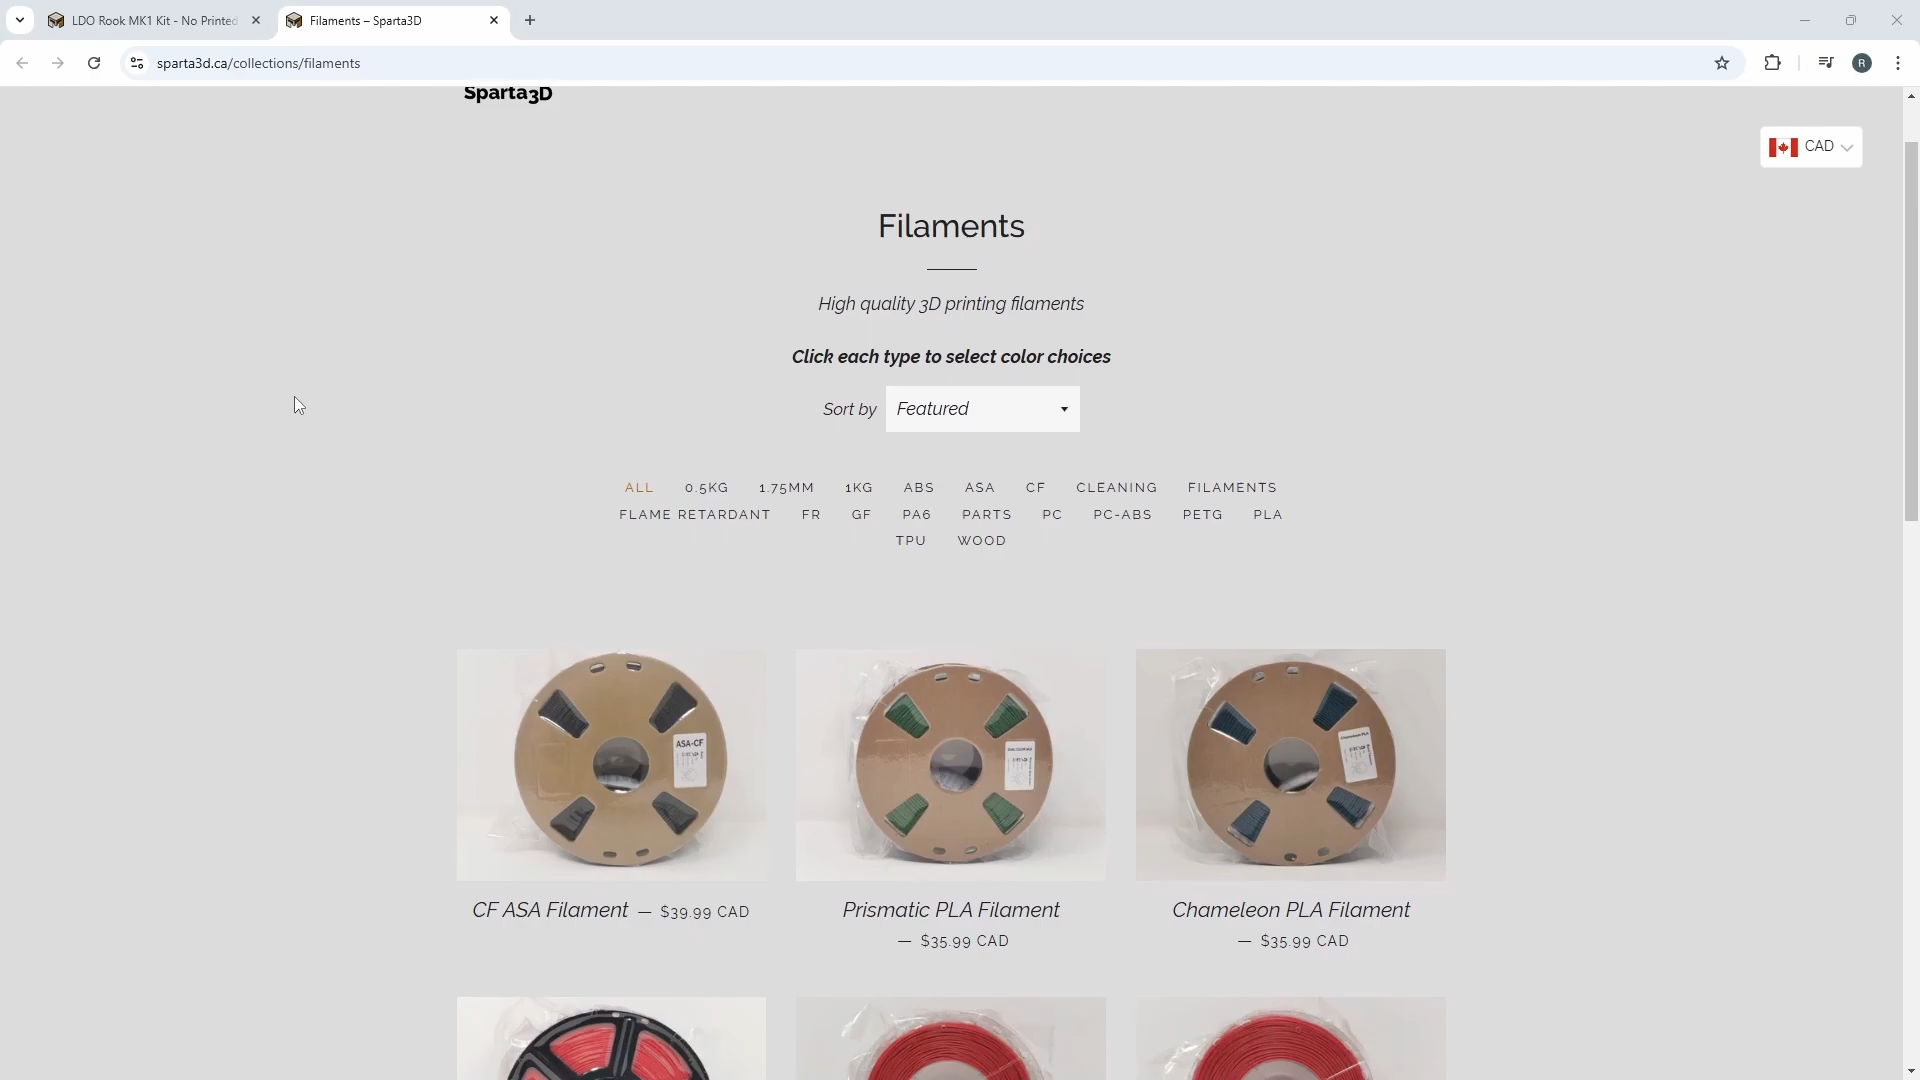 LDO Rook MK1 Kit - No Printed
Filaments – Sparta3D
sparta3d.ca/collections/filaments
R
Sparta3D
CAD
Filaments
High quality 3D printing filaments
Click each type to select color choices
Sort by Featured
ALL 0.5KG 1.75MM 1KG ABS ASA CF CLEANING FILAMENTS
FLAME RETARDANT FR GF PA6 PARTS PC PC-ABS PETG PLA
TPU WOOD
ASA-CF
Chameleon PLA
CF ASA Filament — $39.99 CAD
Prismatic PLA Filament
— $35.99 CAD
Chameleon PLA Filament
— $35.99 CAD